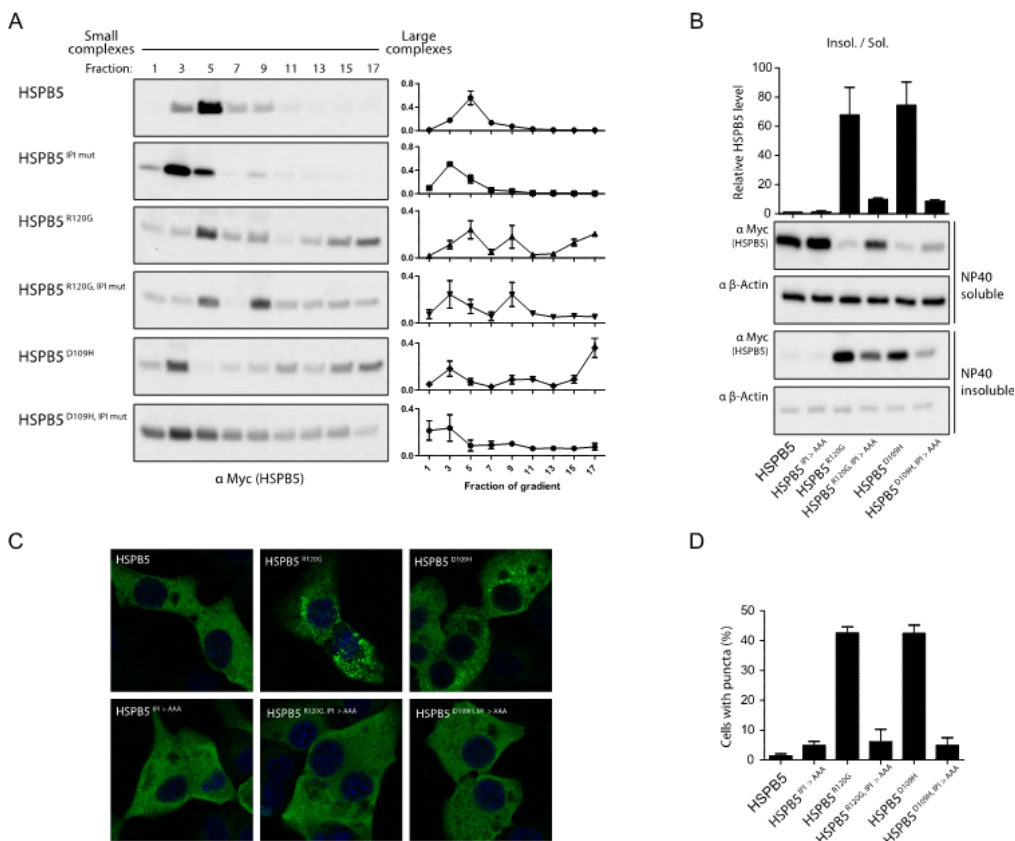 A
Small complexes
Large complexes
Fraction: 1 3 5 7 9 11 13 15 17
HSPB5
HSPB5 IPI mut
HSPB5 R120G
HSPB5 R120G, IPI mut
HSPB5 D109H
HSPB5 D109H, IPI mut
α Myc (HSPB5)
0.8
0.4
0.0
0.8
0.4
0.0
0.4
0.2
0.0
0.4
0.2
0.0
0.4
0.2
0.0
0.4
0.2
0.0
1 3 5 7 9 11 13 15 17
Fraction of gradient
B
Insol. / Sol.
Relative HSPB5 level
100
80
60
40
20
0
α Myc
(HSPB5)
α β-Actin
NP40
soluble
α Myc
(HSPB5)
α β-Actin
NP40
insoluble
HSPB5
HSPB5 IPI > AAA
HSPB5 R120G
HSPB5 R120G, IPI > AAA
HSPB5 D109H
HSPB5 D109H, IPI > AAA
C
HSPB5
HSPB5 R120G
HSPB5 D109H
HSPB5 IPI > AAA
HSPB5 R120G, IPI > AAA
HSPB5 D109H, IPI > AAA
D
Cells with puncta (%)
50
40
30
20
10
0
HSPB5
HSPB5 IPI > AAA
HSPB5 R120G
HSPB5 R120G, IPI > AAA
HSPB5 D109H
HSPB5 D109H, IPI > AAA